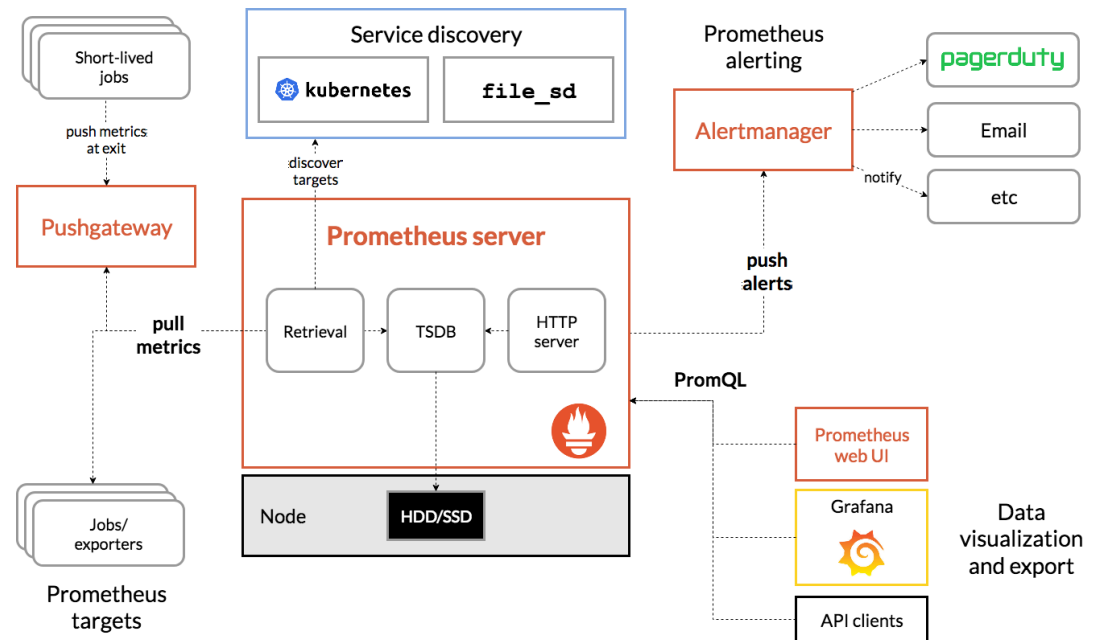 Short-lived
jobs
push metrics
at exit
Pushgateway
Service discovery
kubernetes
file_sd
discover
targets
Prometheus
alerting
Alertmanager
pagerduty
Email
etc
notify
Prometheus server
Retrieval
TSDB
HTTP
server
pull
metrics
push
alerts
PromQL
Node
HDD/SSD
Jobs/
exporters
Prometheus
targets
Prometheus
web UI
Grafana
API clients
Data
visualization
and export